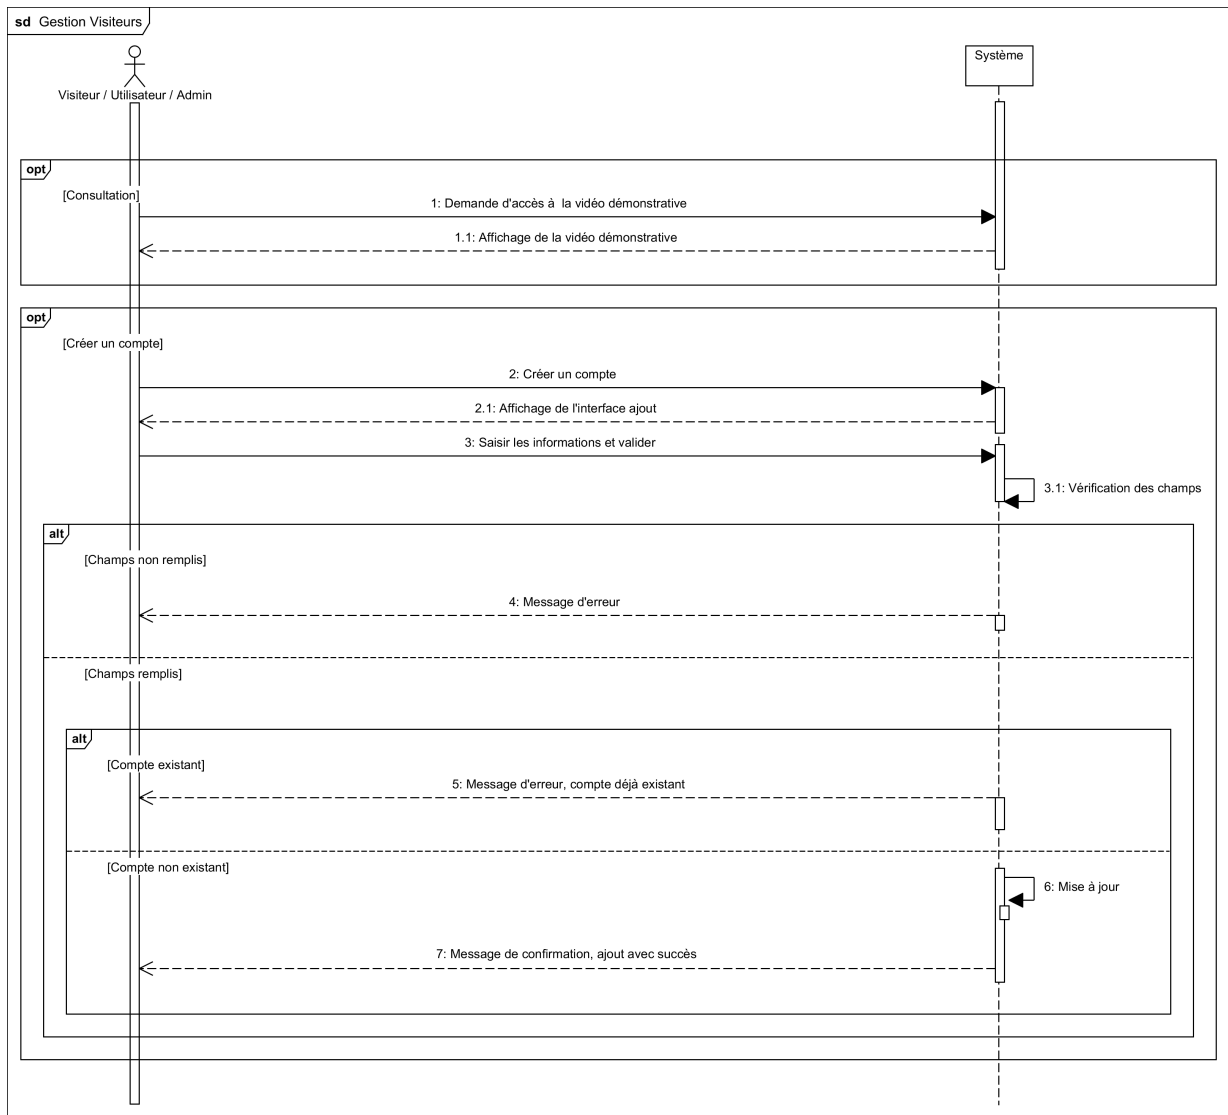 sd Gestion Visiteurs
Visiteur / Utilisateur / Admin
Système
opt
[Consultation]
1: Demande d'accès à  la vidéo démonstrative
1.1: Affichage de la vidéo démonstrative
opt
[Créer un compte]
2: Créer un compte
2.1: Affichage de l'interface ajout
3: Saisir les informations et valider
3.1: Vérification des champs
alt
[Champs non remplis]
4: Message d'erreur
[Champs remplis]
alt
[Compte existant]
5: Message d'erreur, compte déjà existant
[Compte non existant]
6: Mise à jour
7: Message de confirmation, ajout avec succès